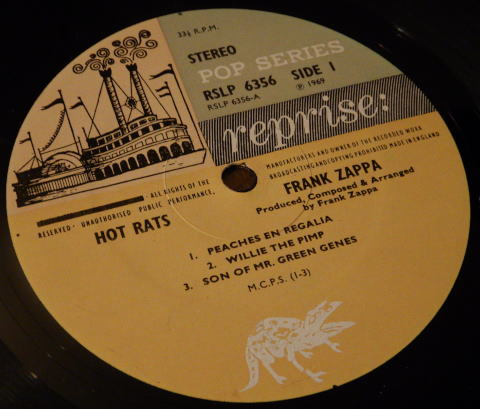 33⅓ R.P.M.
STEREO
POP SERIES
RSLP 6356 SIDE 1
RSLP 6356-A
Ⓟ 1969
reprise:
MANUFACTURERS AND OWNER OF THE RECORDED WORK
BROADCASTING AND COPYING PROHIBITED MADE IN ENGLAND
ALL RIGHTS OF THE
RESERVED · UNAUTHORISED PUBLIC PERFORMANCE,
HOT RATS
FRANK ZAPPA
Produced, Composed & Arranged
by Frank Zappa
1. PEACHES EN REGALIA
2. WILLIE THE PIMP
3. SON OF MR. GREEN GENES
M.C.P.S. (1-3)